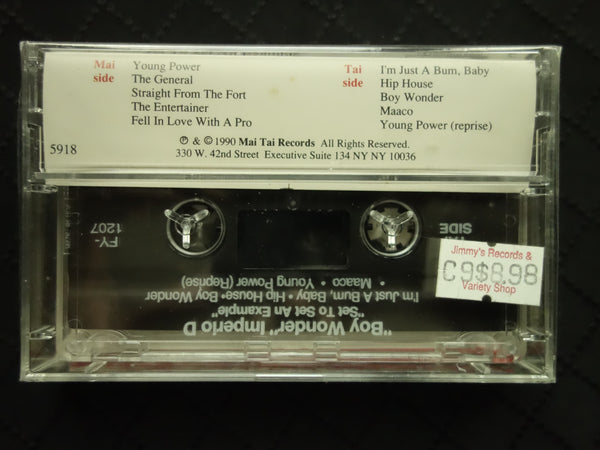 Mai side
Young Power
The General
Straight From The Fort
The Entertainer
Fell In Love With A Pro
Tai side
I'm Just A Bum, Baby
Hip House
Boy Wonder
Maaco
Young Power (reprise)
℗ & © 1990 Mai Tai Records All Rights Reserved.
5918
330 W. 42nd Street Executive Suite 134 NY NY 10036
FY-
1207
SIDE
Jimmy's Records &
C9$8.98
Variety Shop
"Boy Wonder" Imperio D
"Set To Set An Example"
I'm Just A Bum, Baby • Hip House • Boy Wonder
• Maaco • Young Power (Reprise)